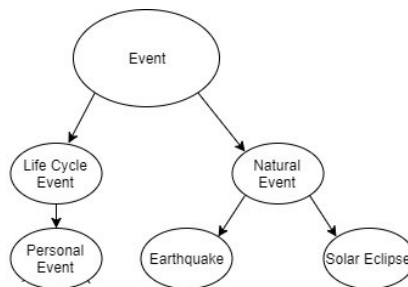 Event
Life Cycle
Event
Natural
Event
Personal
Event
Earthquake
Solar Eclipse